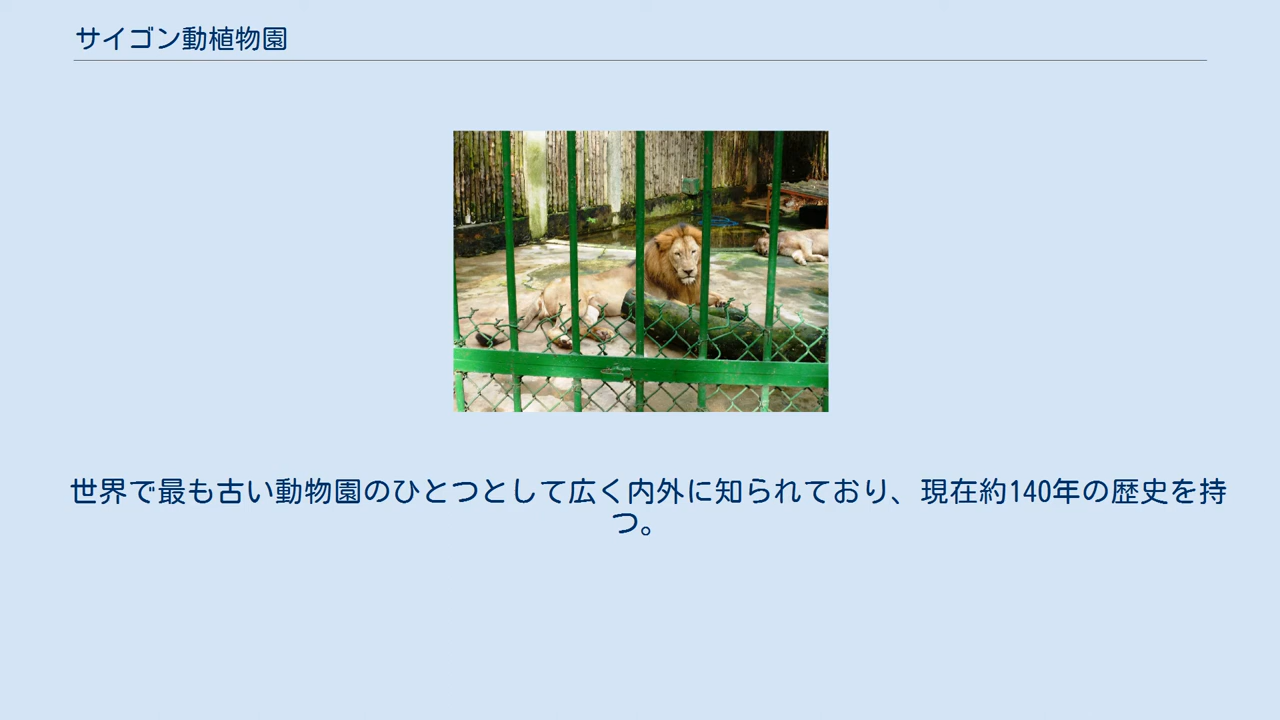 サイゴン動植物園
世界で最も古い動物園のひとつとして広く内外に知られており、現在約140年の歴史を持
つ。